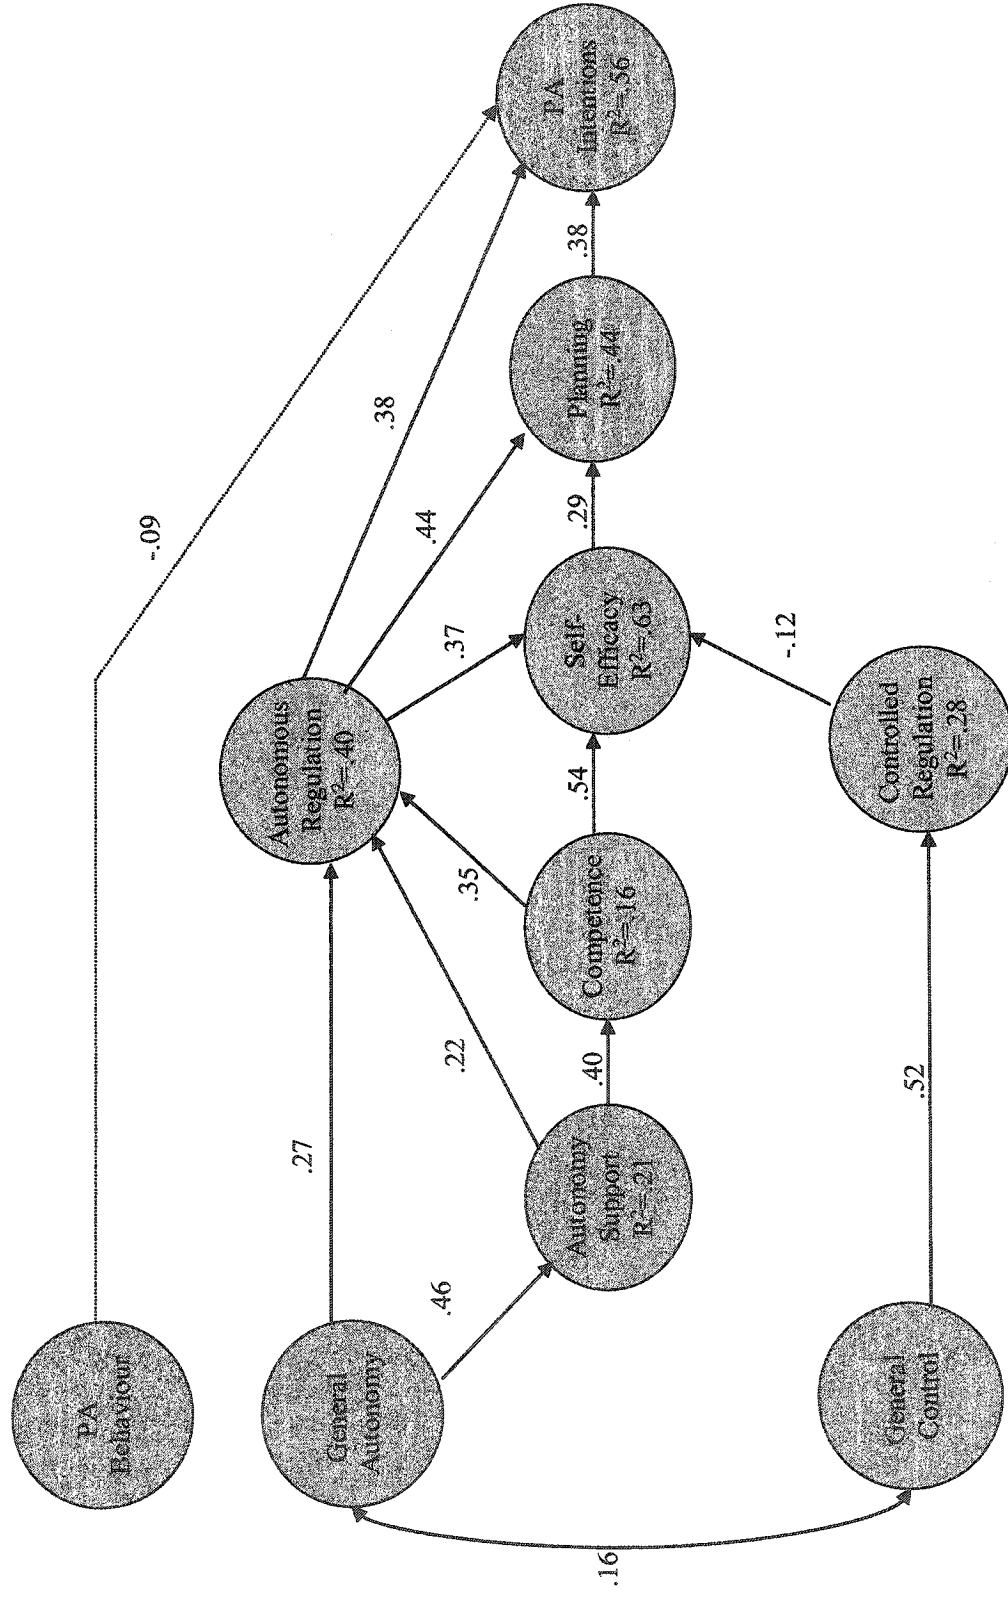 PA
Behaviour
-.09
General
Autonomy
.27
Autonomous
Regulation
R²=.40
.38
.44
.46
.22
.35
.37
Autonomy
Support
R²=.21
.40
Competence
R²=.16
.54
Self-
Efficacy
R²=.63
.29
Planning
R²=.44
.38
PA
Intentions
R²=.56
.16
General
Control
.52
Controlled
Regulation
R²=.28
-.12